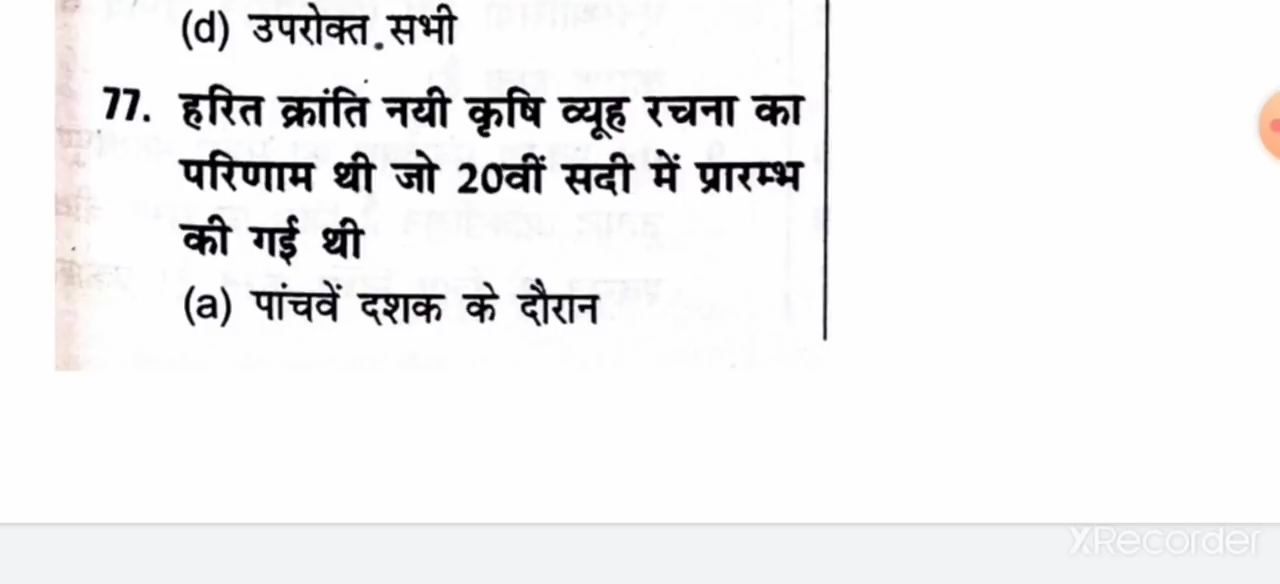 (d) उपरोक्त सभी
77. हरित क्रांति नयी कृषि व्यूह रचना का
परिणाम थी जो 20वीं सदी में प्रारम्भ
की गई थी
(a) पांचवें दशक के दौरान
XRecorder